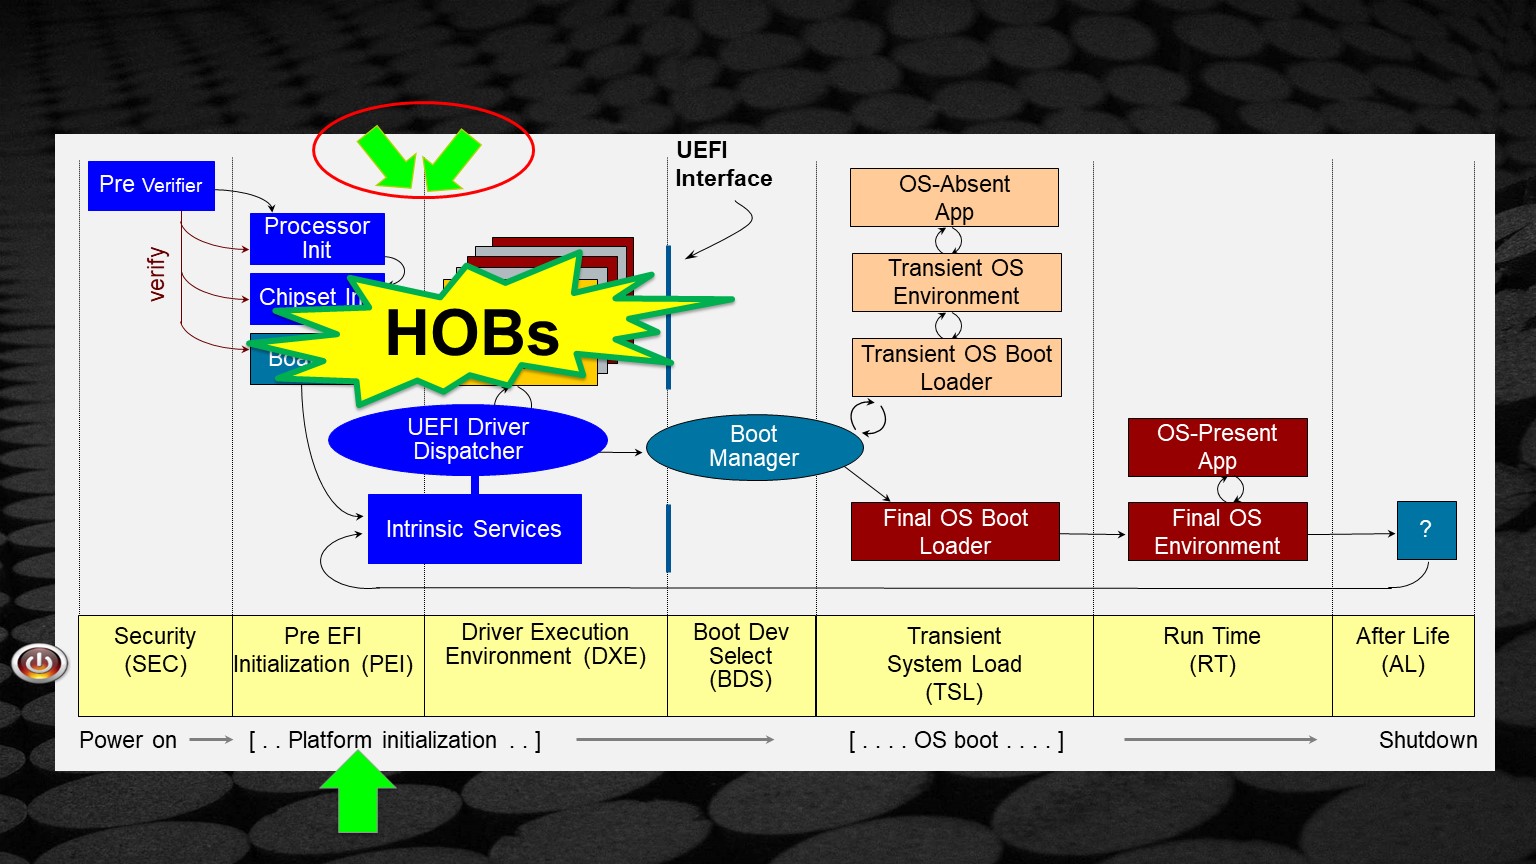 UEFI
Interface
Pre Verifier
verify
Processor
Init
Chipset
HOBs
UEFI Driver
Dispatcher
Intrinsic Services
Boot
Manager
OS-Absent
App
Transient OS
Environment
Transient OS Boot
Loader
Final OS Boot
Loader
OS-Present
App
Final OS
Environment
?
Security
(SEC)
Pre EFI
Initialization (PEI)
Driver Execution
Environment (DXE)
Boot Dev
Select
(BDS)
Transient
System Load
(TSL)
Run Time
(RT)
After Life
(AL)
Power on
[ . . Platform initialization . . ]
[ . . . . OS boot . . . . ]
Shutdown